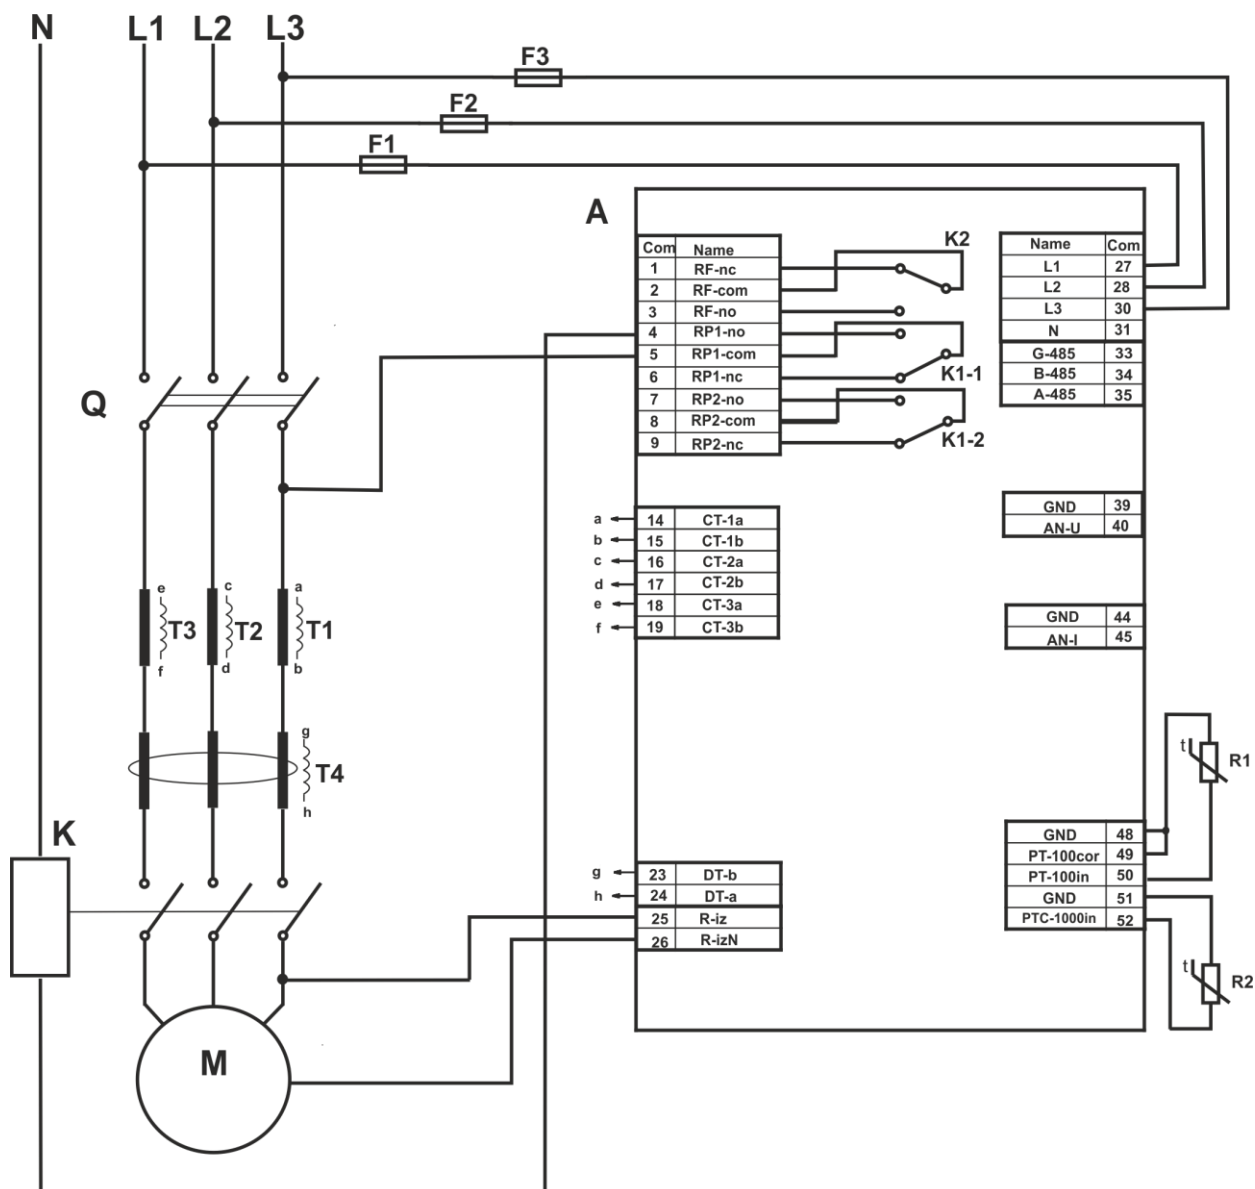 N L1 L2 L3
F3
F2
F1
A
Com Name
1 RF-nc
2 RF-com
3 RF-no
4 RP1-no
5 RP1-com
6 RP1-nc
7 RP2-no
8 RP2-com
9 RP2-nc
K2
K1-1
K1-2
Name Com
L1 27
L2 28
L3 30
N 31
G-485 33
B-485 34
A-485 35
Q
a 14 CT-1a
b 15 CT-1b
c 16 CT-2a
d 17 CT-2b
e 18 CT-3a
f 19 CT-3b
GND 39
AN-U 40
GND 44
AN-I 45
e c a
T3 T2 T1
f d b
g
T4
h
t R1
K
GND 48
PT-100cor 49
PT-100in 50
GND 51
PTC-1000in 52
g 23 DT-b
h 24 DT-a
25 R-iz
26 R-izN
t R2
M